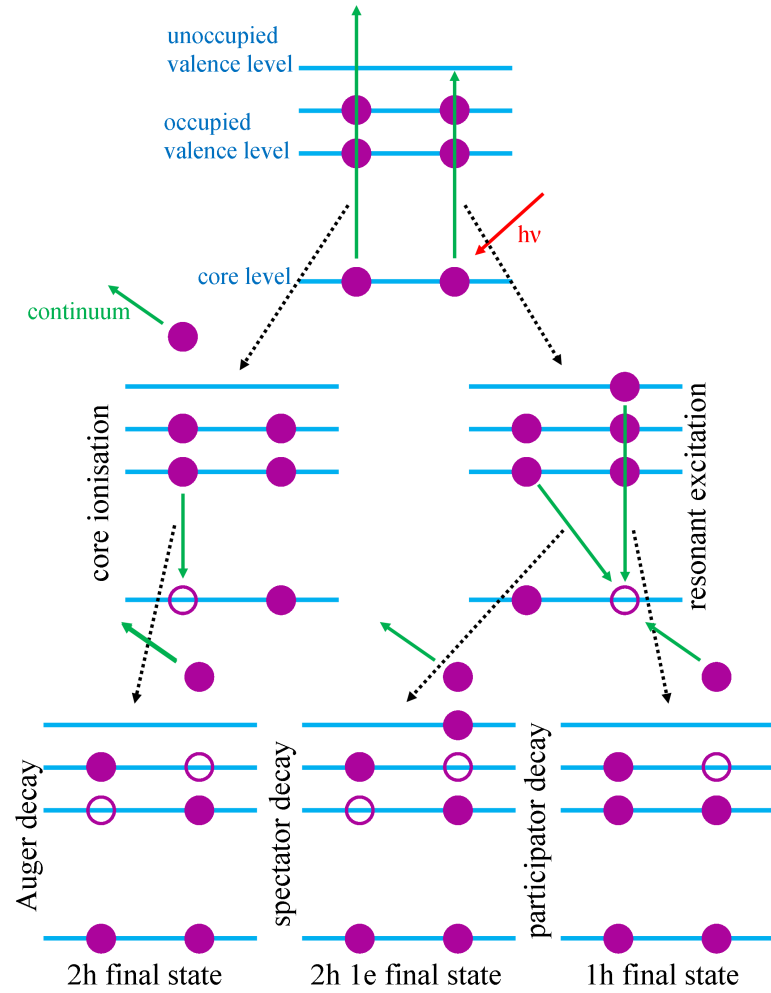 unoccupied
valence level
occupied
valence level
hν
core level
continuum
core ionisation
resonant excitation
Auger decay
spectator decay
participator decay
2h final state
2h 1e final state
1h final state